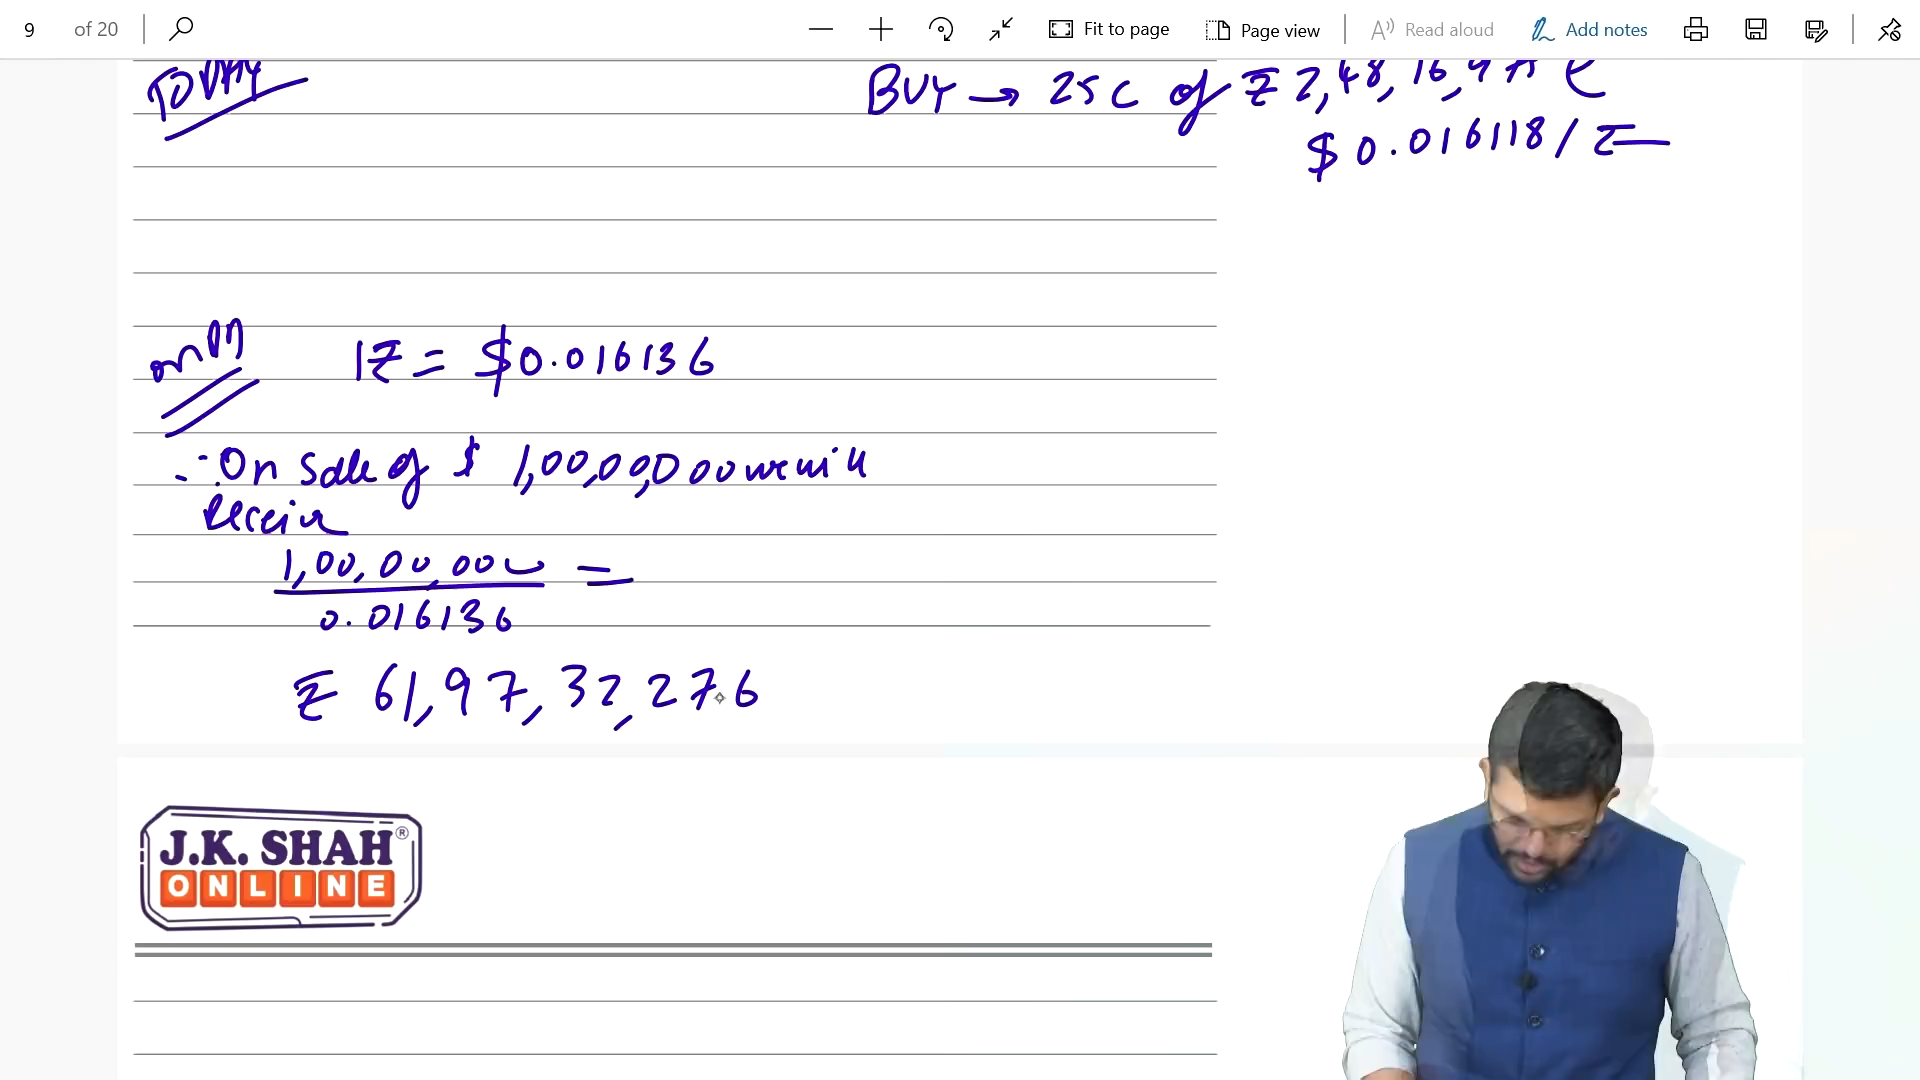 9 of 20 Fit to page Page view Read aloud Add notes
TODAY
BUY → 25 C of ₹ 2,48,16,974 @
$ 0.016118 / ₹
on M
1₹ = $0.016136
∴ On Sale of $ 1,00,00,000 we will
Receive
1,00,00,000 =
0.016136
₹ 61,97,32,276
J.K. SHAH®
ONLINE